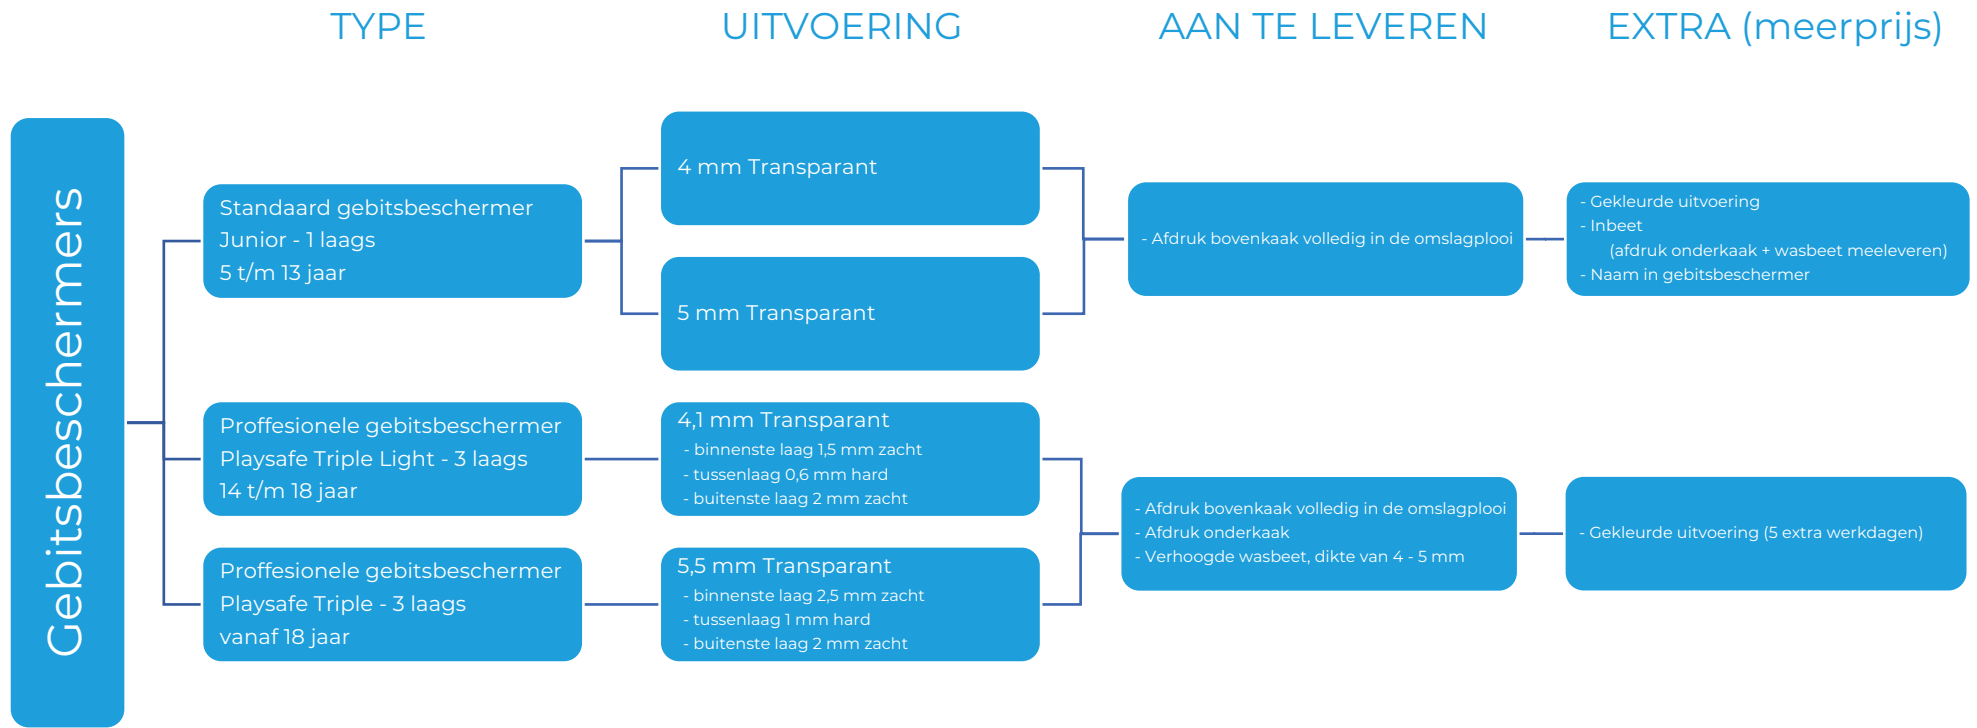 TYPE
UITVOERING
AAN TE LEVEREN
EXTRA (meerprijs)
Gebitsbeschermers
Standaard gebitsbeschermer
Junior - 1 laags
5 t/m 13 jaar
4 mm Transparant
5 mm Transparant
- Afdruk bovenkaak volledig in de omslagplooi
- Gekleurde uitvoering
- Inbeet
(afdruk onderkaak + wasbeet meeleveren)
- Naam in gebitsbeschermer
Proffesionele gebitsbeschermer
Playsafe Triple Light - 3 laags
14 t/m 18 jaar
4,1 mm Transparant
- binnenste laag 1,5 mm zacht
- tussenlaag 0,6 mm hard
- buitenste laag 2 mm zacht
Proffesionele gebitsbeschermer
Playsafe Triple - 3 laags
vanaf 18 jaar
5,5 mm Transparant
- binnenste laag 2,5 mm zacht
- tussenlaag 1 mm hard
- buitenste laag 2 mm zacht
- Afdruk bovenkaak volledig in de omslagplooi
- Afdruk onderkaak
- Verhoogde wasbeet, dikte van 4 - 5 mm
- Gekleurde uitvoering (5 extra werkdagen)